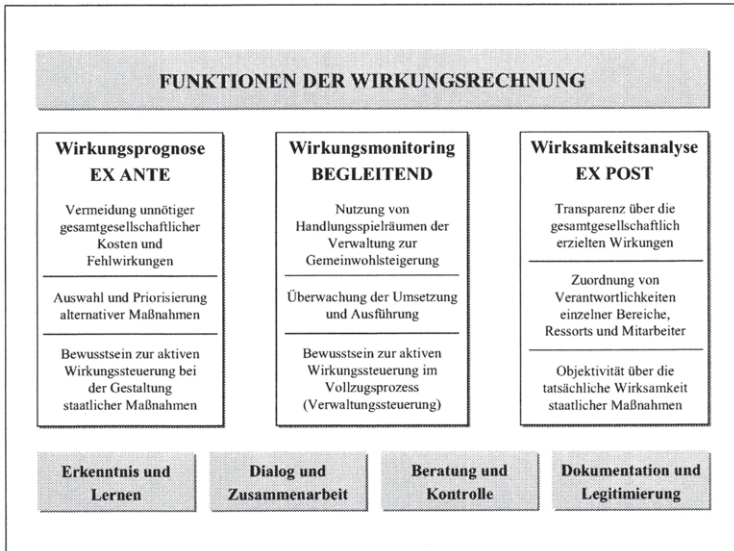 FUNKTIONEN DER WIRKUNGSRECHNUNG
Wirkungsprognose
EX ANTE
Vermeidung unnötiger
gesamtgesellschaftlicher
Kosten und
Fehlwirkungen
Auswahl und Priorisierung
alternativer Maßnahmen
Bewusstsein zur aktiven
Wirkungssteuerung bei
der Gestaltung
staatlicher Maßnahmen
Wirkungsmonitoring
BEGLEITEND
Nutzung von
Handlungsspielräumen der
Verwaltung zur
Gemeinwohlsteigerung
Überwachung der Umsetzung
und Ausführung
Bewusstsein zur aktiven
Wirkungssteuerung im
Vollzugsprozess
(Verwaltungssteuerung)
Wirksamkeitsanalyse
EX POST
Transparenz über die
gesamtgesellschaftlich
erzielten Wirkungen
Zuordnung von
Verantwortlichkeiten
einzelner Bereiche,
Ressorts und Mitarbeiter
Objektivität über die
tatsächliche Wirksamkeit
staatlicher Maßnahmen
Erkenntnis und
Lernen
Dialog und
Zusammenarbeit
Beratung und
Kontrolle
Dokumentation und
Legitimierung